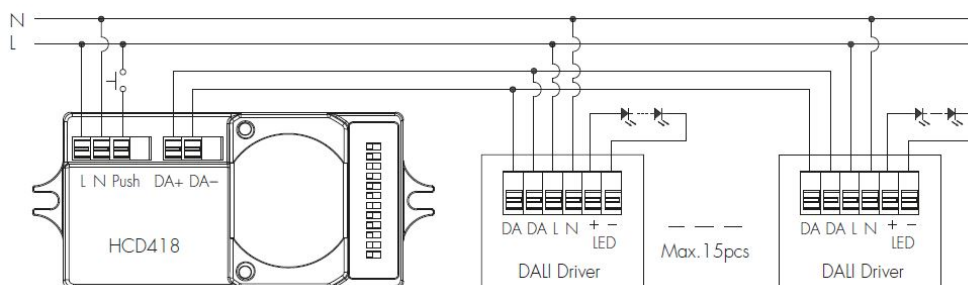 N
L
L N Push DA+ DA−
HCD418
DA DA L N + −
LED
DALI Driver
Max.15pcs
DA DA L N + −
LED
DALI Driver